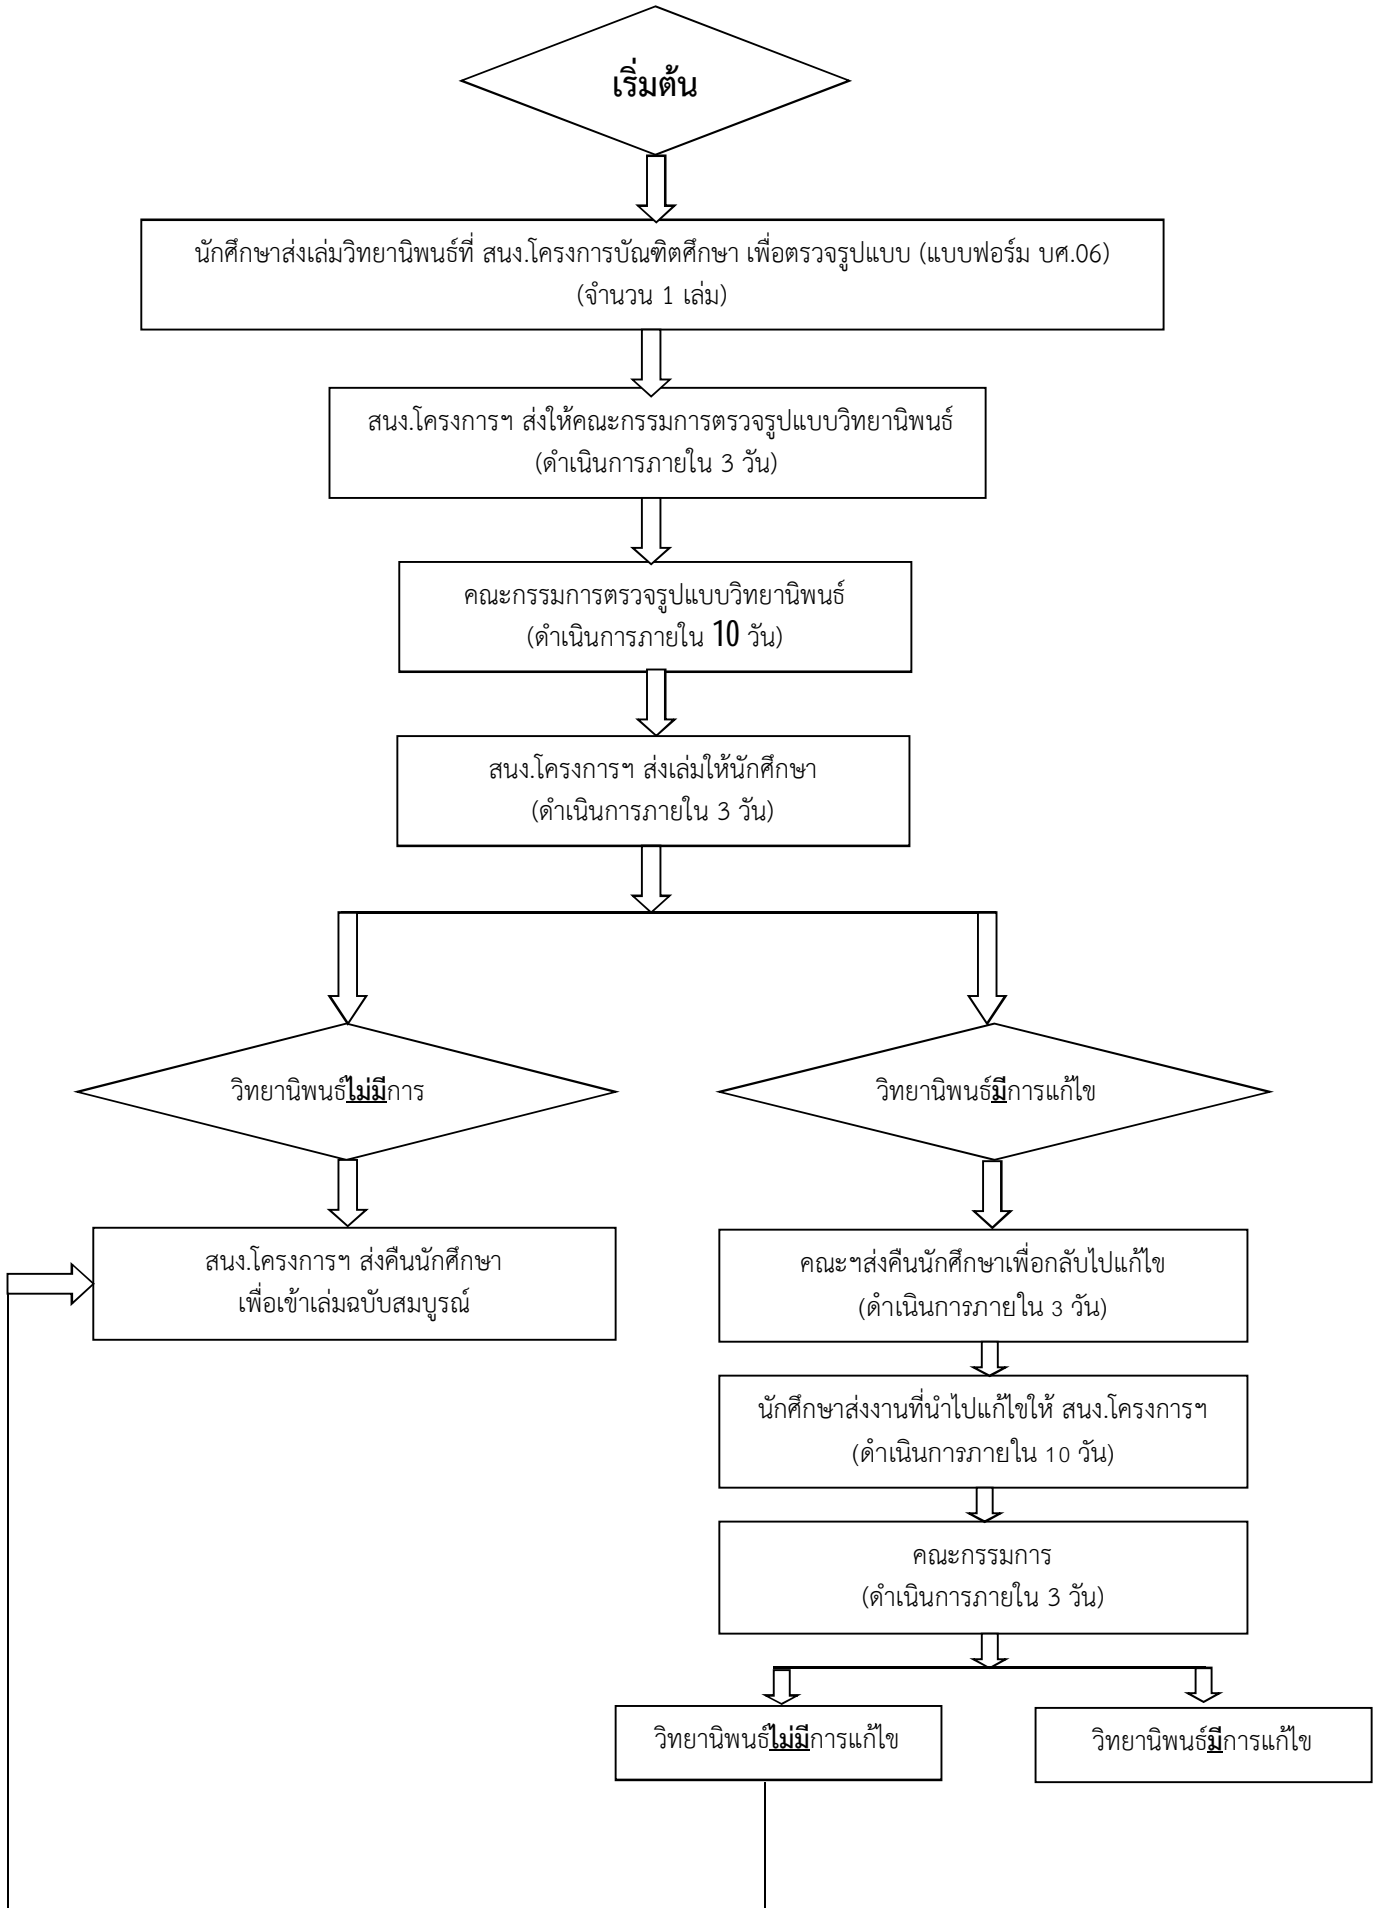 เริ่มต้น
นักศึกษาส่งเล่มวิทยานิพนธ์ที่ สนง.โครงการบัณฑิตศึกษา เพื่อตรวจรูปแบบ (แบบฟอร์ม บศ.06)
(จำนวน 1 เล่ม)
สนง.โครงการฯ ส่งให้คณะกรรมการตรวจรูปแบบวิทยานิพนธ์
(ดำเนินการภายใน 3 วัน)
คณะกรรมการตรวจรูปแบบวิทยานิพนธ์
(ดำเนินการภายใน 10 วัน)
สนง.โครงการฯ ส่งเล่มให้นักศึกษา
(ดำเนินการภายใน 3 วัน)
วิทยานิพนธ์ไม่มีการ
วิทยานิพนธ์มีการแก้ไข
สนง.โครงการฯ ส่งคืนนักศึกษา
เพื่อเข้าเล่มฉบับสมบูรณ์
คณะฯส่งคืนนักศึกษาเพื่อกลับไปแก้ไข
(ดำเนินการภายใน 3 วัน)
นักศึกษาส่งงานที่นำไปแก้ไขให้ สนง.โครงการฯ
(ดำเนินการภายใน 10 วัน)
คณะกรรมการ
(ดำเนินการภายใน 3 วัน)
วิทยานิพนธ์ไม่มีการแก้ไข
วิทยานิพนธ์มีการแก้ไข